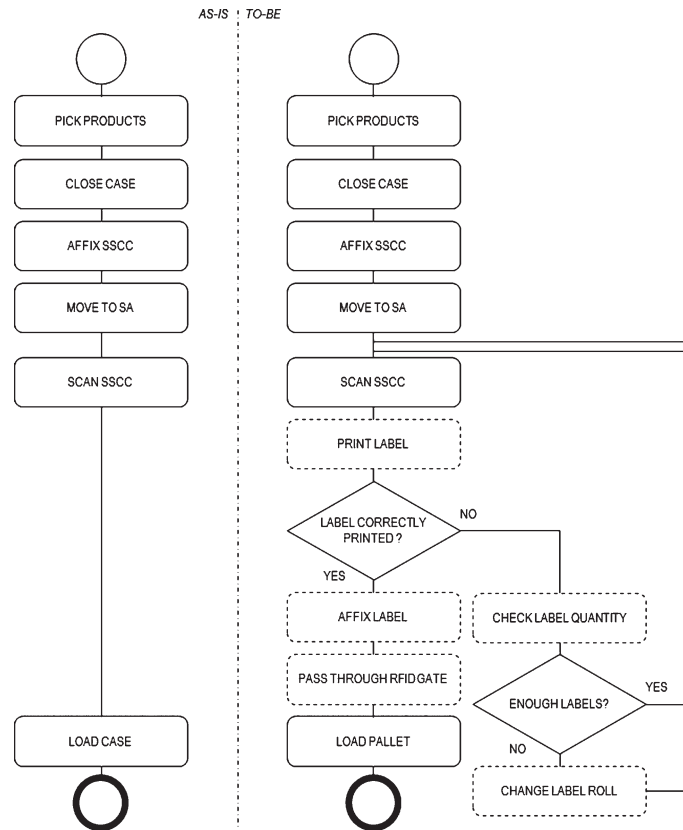 AS-IS
TO-BE
PICK PRODUCTS
CLOSE CASE
AFFIX SSCC
MOVE TO SA
SCAN SSCC
LOAD CASE
PICK PRODUCTS
CLOSE CASE
AFFIX SSCC
MOVE TO SA
SCAN SSCC
PRINT LABEL
LABEL CORRECTLY
PRINTED ?
NO
YES
AFFIX LABEL
PASS THROUGH RFID GATE
LOAD PALLET
CHECK LABEL QUANTITY
ENOUGH LABELS?
YES
NO
CHANGE LABEL ROLL